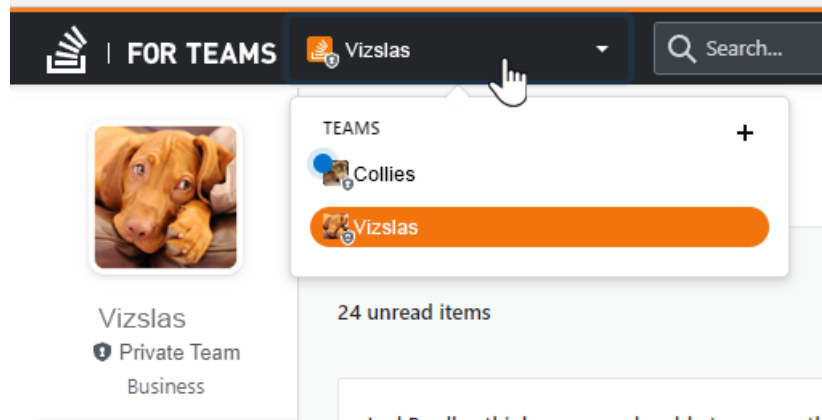 FOR TEAMS
Vizslas
Search...
TEAMS
Collies
Vizslas
Vizslas
Private Team
Business
24 unread items